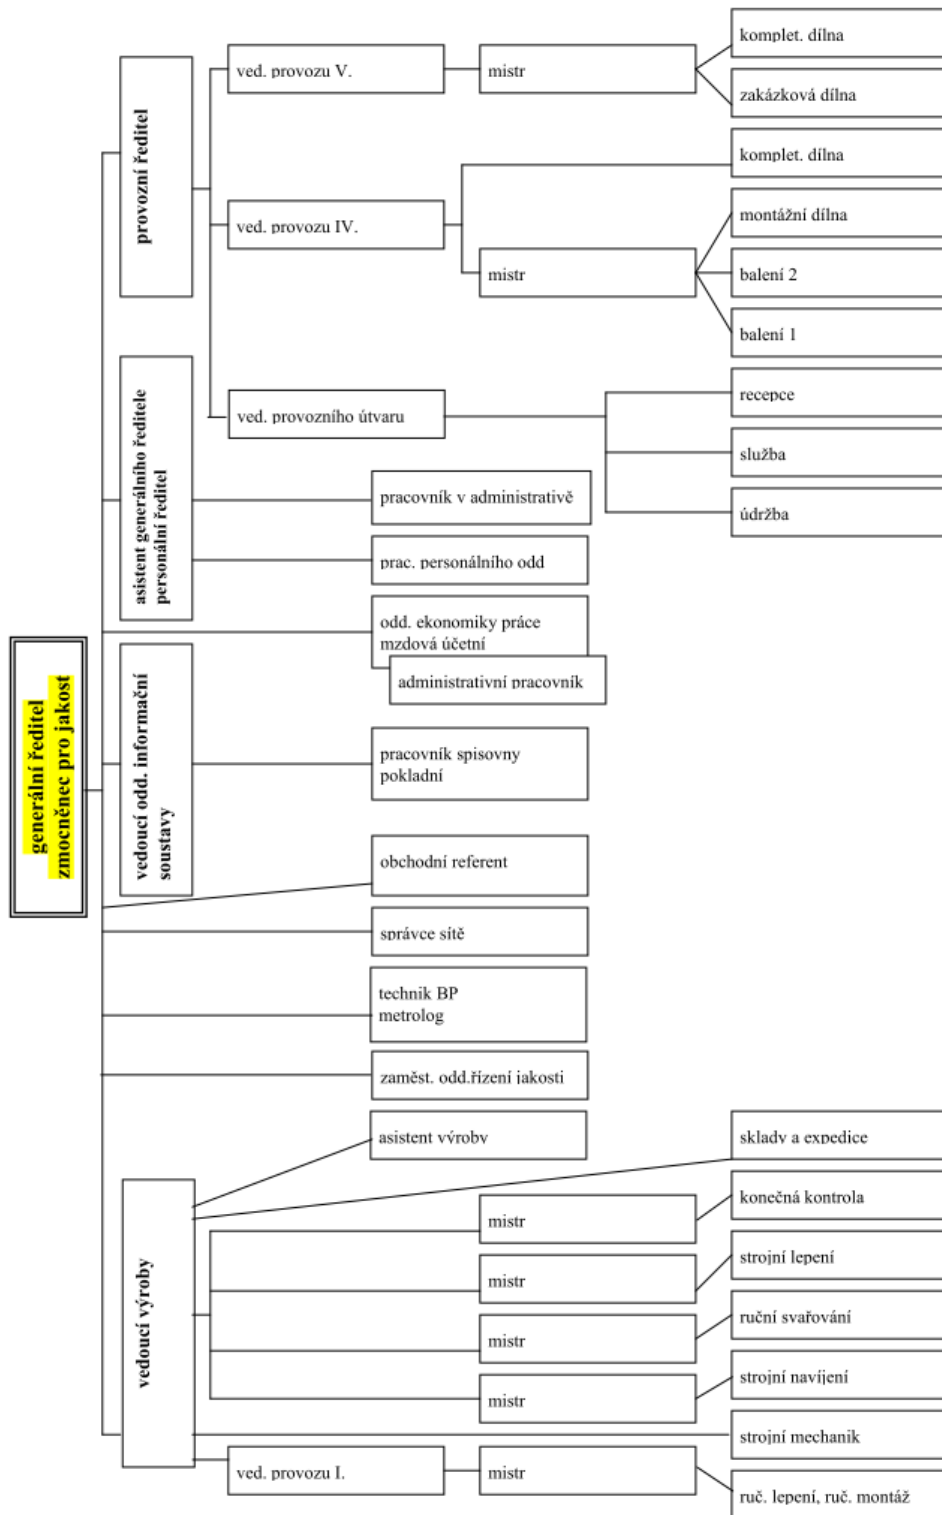 komplet. dílna
ved. provozu V.
mistr
zakázková dílna
provozní ředitel
komplet. dílna
montážní dílna
ved. provozu IV.
mistr
balení 2
balení 1
asistent generálního ředitele
personální ředitel
recepce
ved. provozního útvaru
služba
pracovník v administrativě
údržba
prac. personálního odd
odd. ekonomiky práce
mzdová účetní
administrativní pracovník
generální ředitel
zmocněnec pro jakost
vedoucí odd. informační
soustavy
pracovník spisovny
pokladní
obchodní referent
správce sítě
technik BP
metrolog
zaměst. odd.řízení jakosti
asistent výroby
sklady a expedice
vedoucí výroby
mistr
konečná kontrola
mistr
strojní lepení
mistr
ruční svařování
mistr
strojní navíjení
strojní mechanik
ved. provozu I.
mistr
ruč. lepení, ruč. montáž